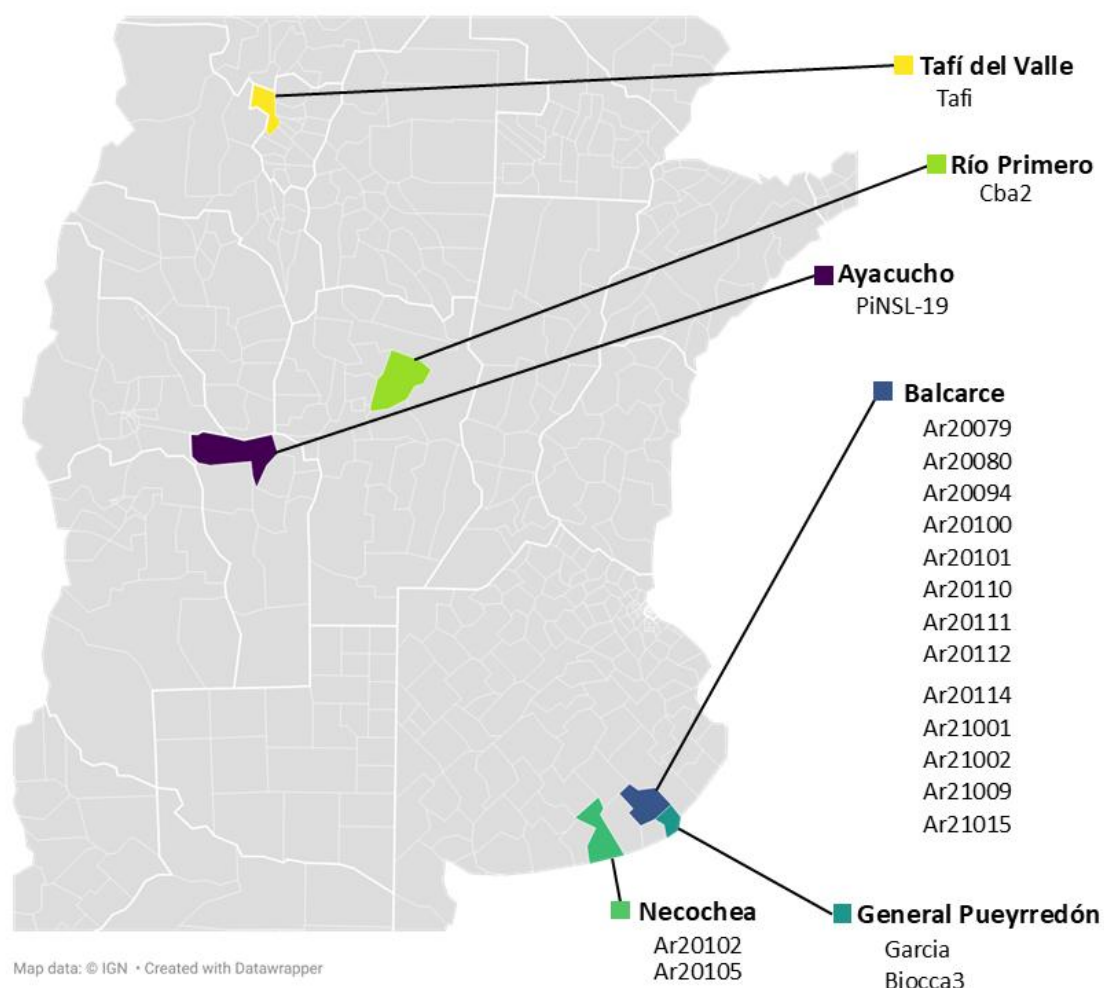 Tafí del Valle
Tafi
Río Primero
Cba2
Ayacucho
PiNSL-19
Balcarce
Ar20079
Ar20080
Ar20094
Ar20100
Ar20101
Ar20110
Ar20111
Ar20112
Ar20114
Ar21001
Ar21002
Ar21009
Ar21015
Necochea
Ar20102
Ar20105
General Pueyrredón
Garcia
Biocca3
Map data: © IGN • Created with Datawrapper